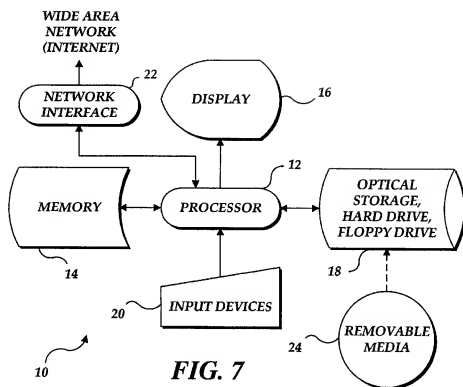 WIDE AREA
NETWORK
(INTERNET)
22
NETWORK
INTERFACE
DISPLAY
16
12
MEMORY
PROCESSOR
OPTICAL
STORAGE,
HARD DRIVE,
FLOPPY DRIVE
14
18
20
INPUT DEVICES
10
FIG. 7
24
REMOVABLE
MEDIA